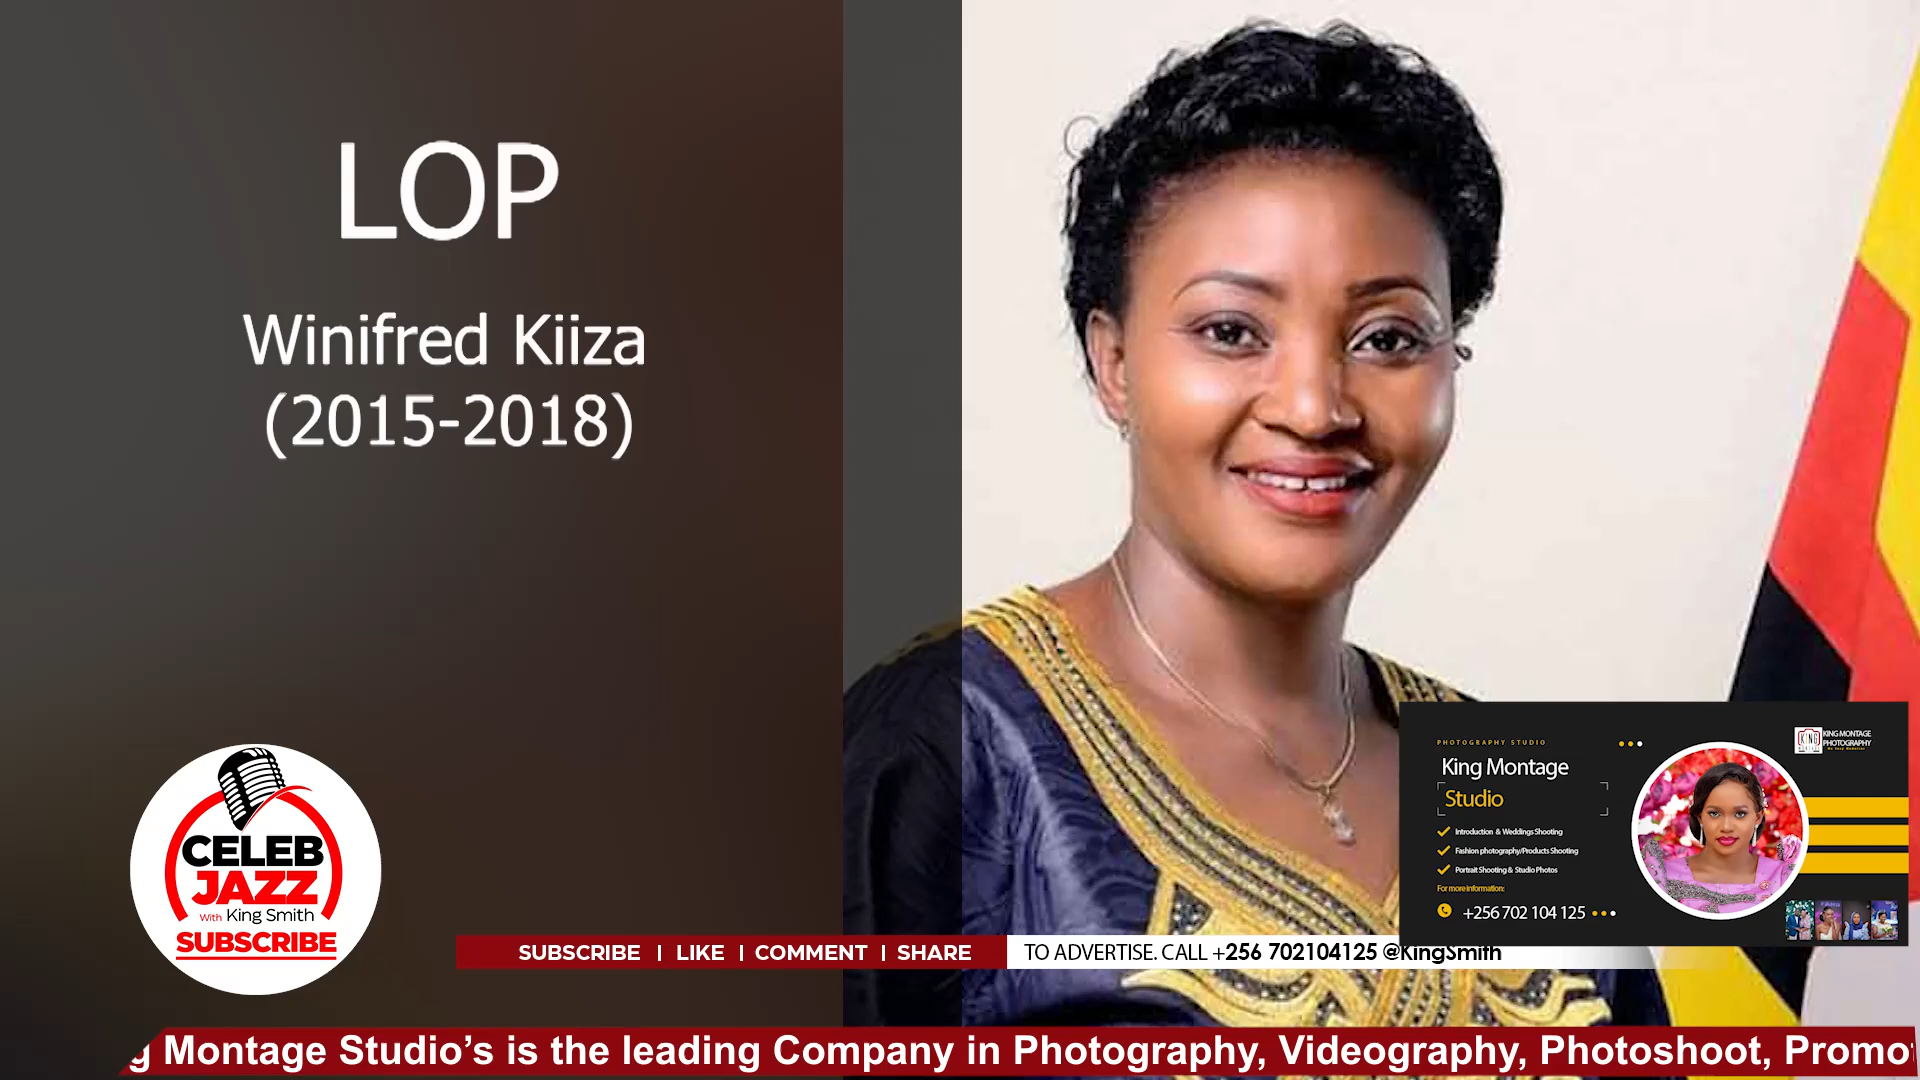 LOP
Winifred Kiiza
(2015-2018)
CELEB
JAZZ
With King Smith
SUBSCRIBE
PHOTOGRAPHY STUDIO
King Montage
Studio
Introduction & Weddings Shooting
Fashion photography/Products Shooting
Portrait Shooting & Studio Photos
For more information:
+256 702 104 125
KING
KING MONTAGE
PHOTOGRAPHY
SUBSCRIBE | LIKE | COMMENT | SHARE
TO ADVERTISE. CALL +256 702104125 @KingSmith
g Montage Studio's is the leading Company in Photography, Videography, Photoshoot, Promo